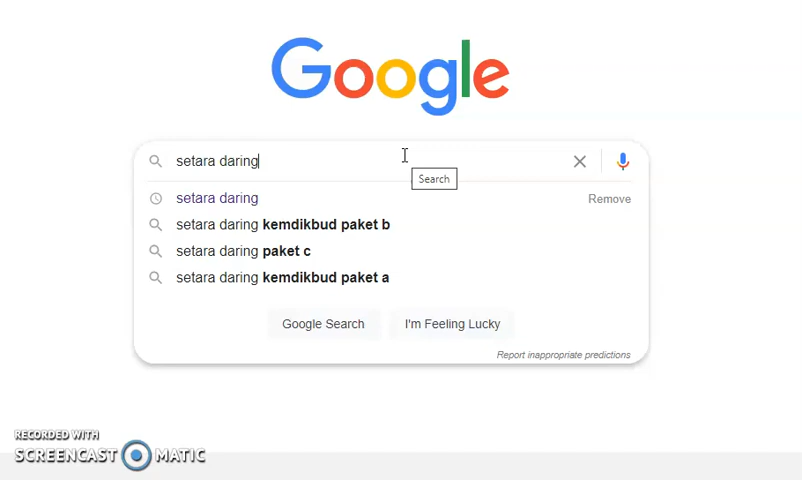 Google
setara daring
Search
setara daring Remove
setara daring kemdikbud paket b
setara daring paket c
setara daring kemdikbud paket a
Google Search I'm Feeling Lucky
Report inappropriate predictions
RECORDED WITH
SCREENCAST MATIC